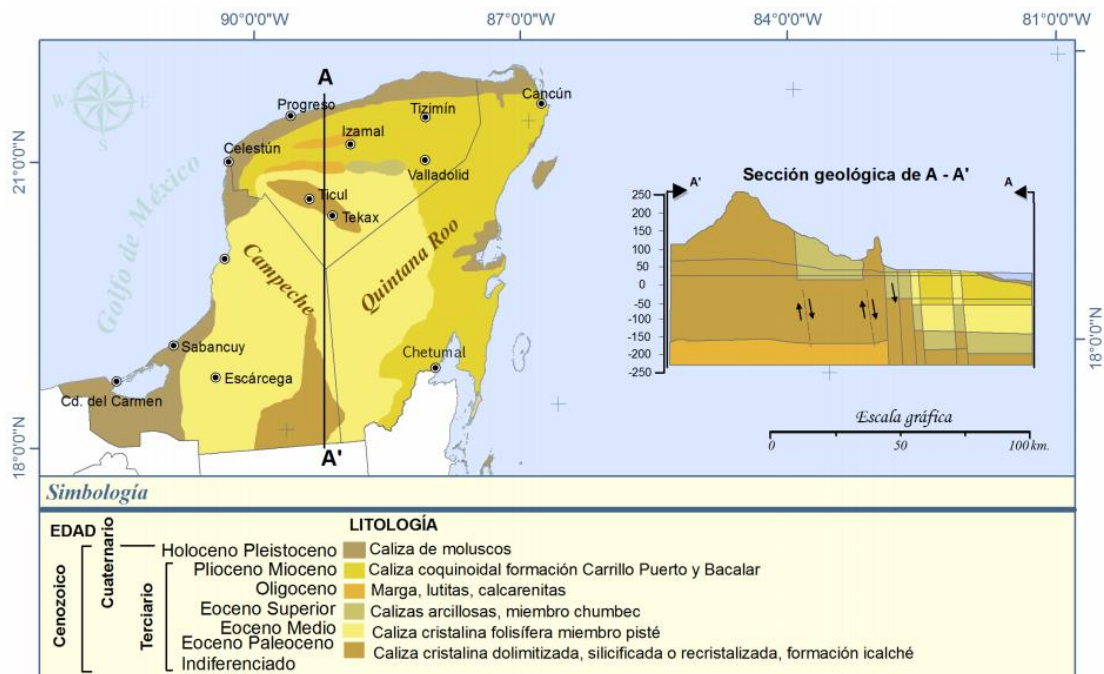 90°0'0"W 87°0'0"W 84°0'0"W 81°0'0"W
21°0'0"N
18°0'0"N
18°0'0"N
N
W E
S
Golfo de México
A
Progreso
Tizimín
Cancún
Izamal
Celestún
Valladolid
Ticul
Tekax
Campeche
Quintana Roo
Sabancuy
Chetumal
Escárcega
Cd. del Carmen
A'
Sección geológica de A - A'
A' A
250
200
150
100
50
0
-50
-100
-150
-200
-250
Escala gráfica
0 50 100 km.
Simbología
EDAD LITOLOGÍA
Cenozoico
Cuaternario
Terciario
Holoceno Pleistoceno Caliza de moluscos
Plioceno Mioceno Caliza coquinoidal formación Carrillo Puerto y Bacalar
Oligoceno Marga, lutitas, calcarenitas
Eoceno Superior Calizas arcillosas, miembro chumbec
Eoceno Medio Caliza cristalina folisífera miembro pisté
Eoceno Paleoceno Caliza cristalina dolimitizada, silicificada o recristalizada, formación icalché
Indiferenciado